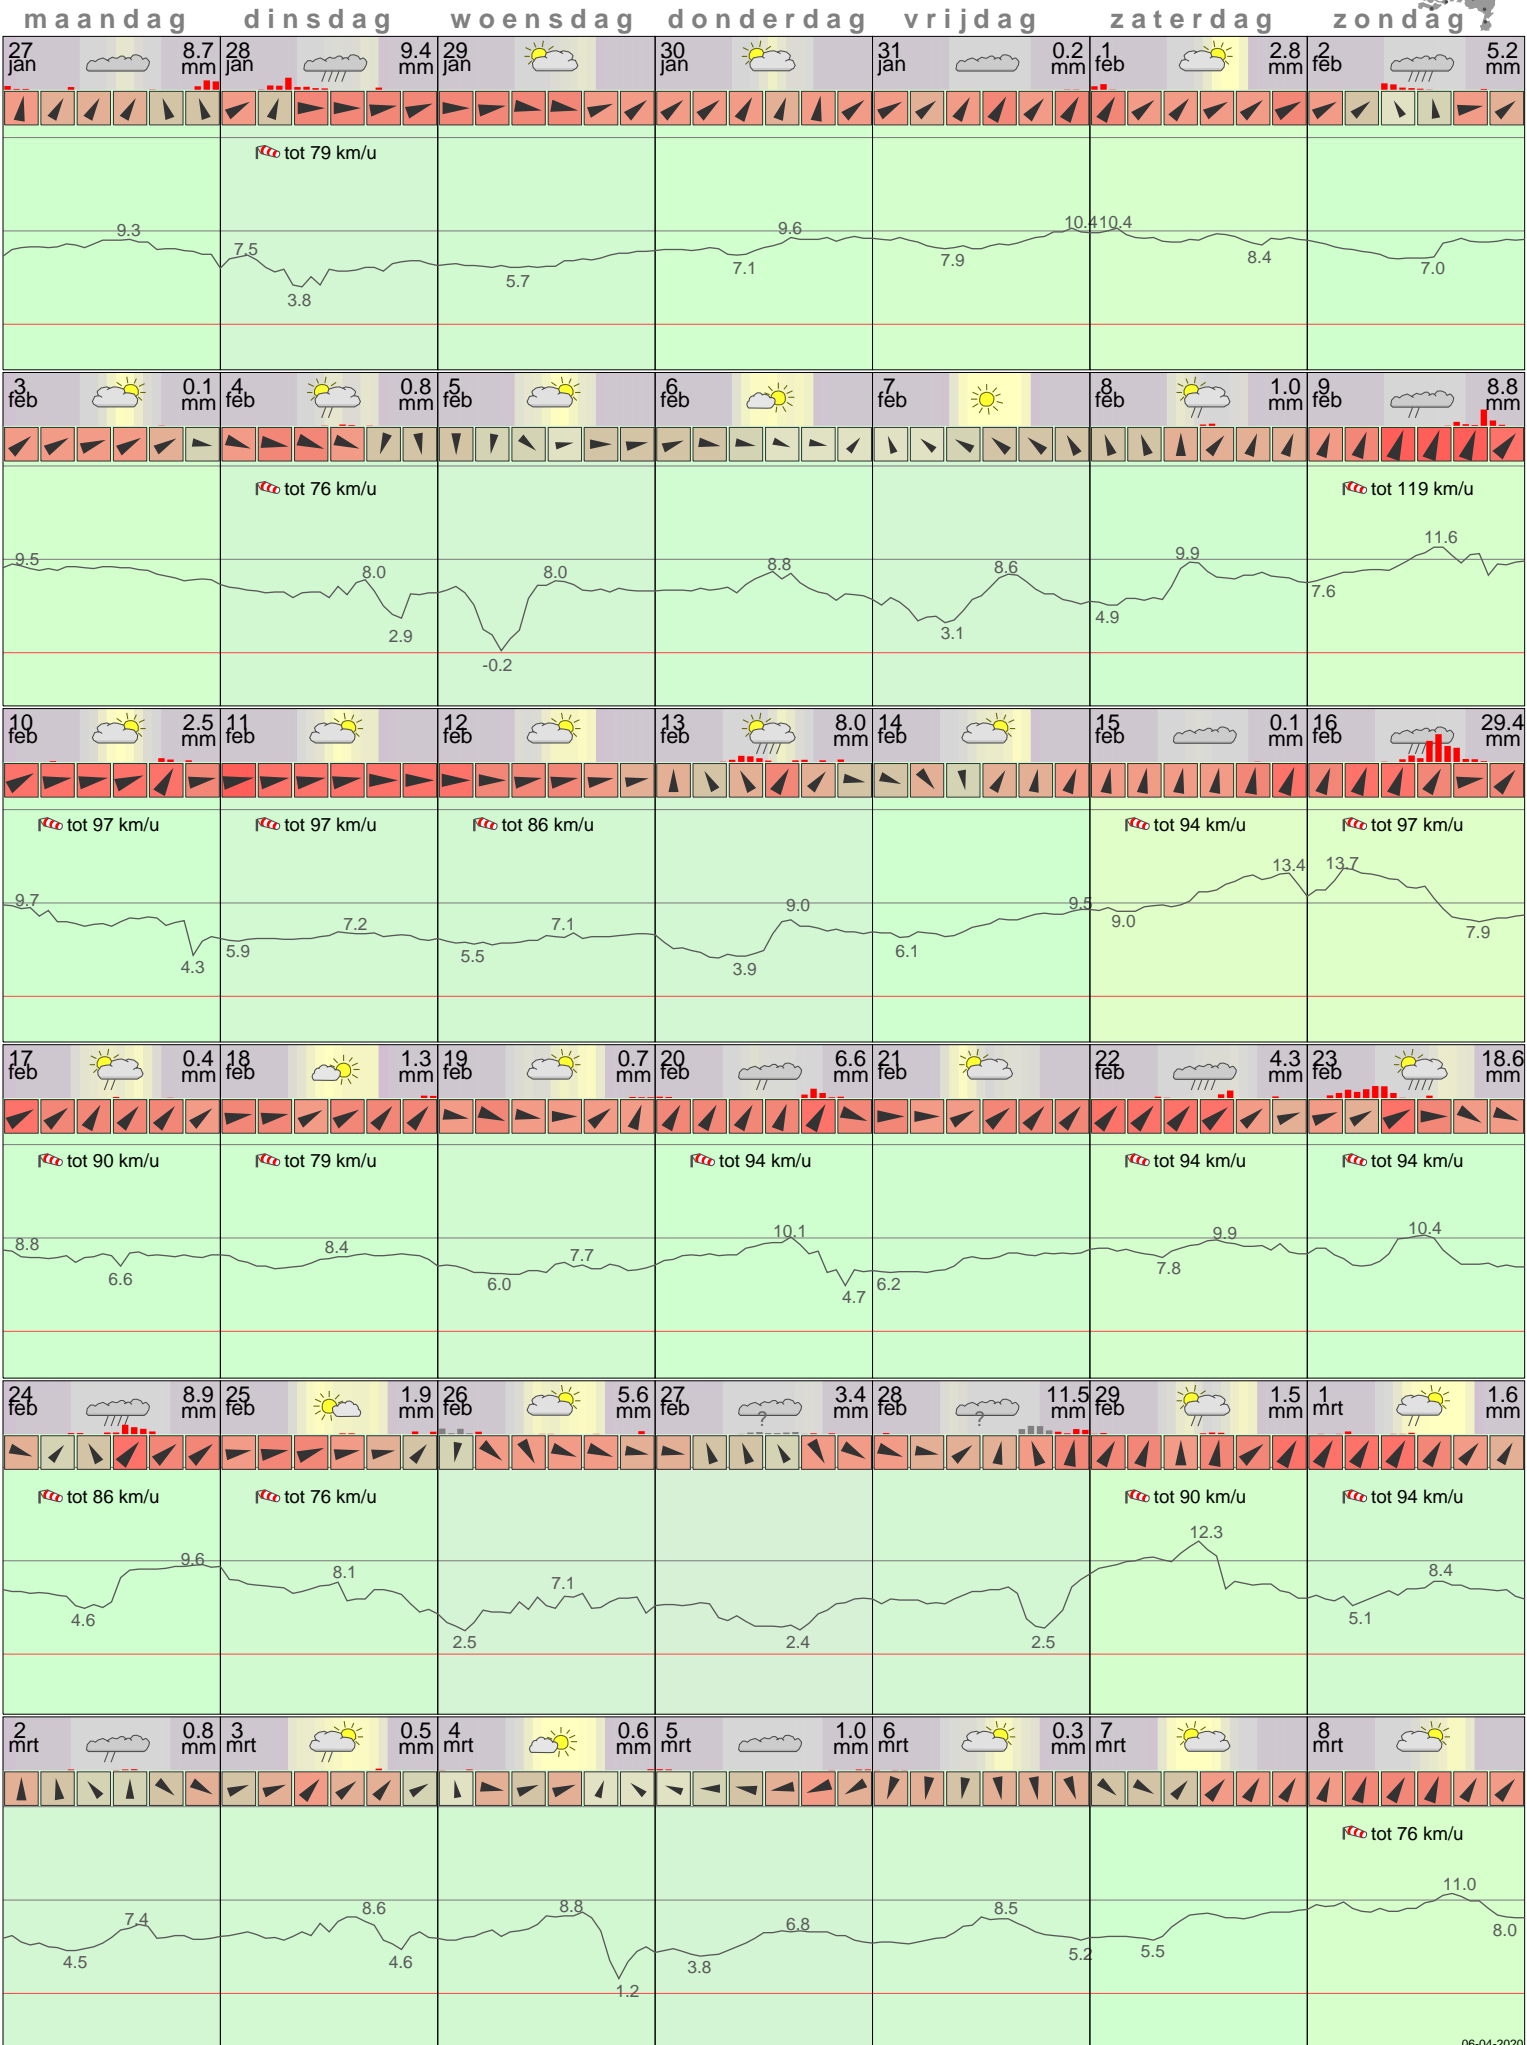 maandag dinsdag woensdag donderdag vrijdag zaterdag zondag
27 jan 8.7 mm 28 jan 9.4 mm 29 jan 30 jan 31 jan 0.2 mm 1 feb 2.8 mm 2 feb 5.2 mm
tot 79 km/u
9.3 7.5 3.8 5.7 7.1 9.6 7.9 10.4 10.4 8.4 7.0
3 feb 0.1 mm 4 feb 0.8 mm 5 feb 6 feb 7 feb 8 feb 1.0 mm 9 feb 8.8 mm
tot 76 km/u tot 119 km/u
9.5 8.0 2.9 -0.2 8.0 8.8 3.1 8.6 4.9 9.9 7.6 11.6
10 feb 2.5 mm 11 feb 12 feb 13 feb 8.0 mm 14 feb 15 feb 0.1 mm 16 feb 29.4 mm
tot 97 km/u tot 97 km/u tot 86 km/u tot 94 km/u tot 97 km/u
9.7 4.3 5.9 7.2 5.5 7.1 3.9 9.0 6.1 9.5 9.0 13.4 13.7 7.9
17 feb 0.4 mm 18 feb 1.3 mm 19 feb 0.7 mm 20 feb 6.6 mm 21 feb 22 feb 4.3 mm 23 feb 18.6 mm
tot 90 km/u tot 79 km/u tot 94 km/u tot 94 km/u tot 94 km/u
8.8 6.6 8.4 6.0 7.7 10.1 4.7 6.2 7.8 9.9 10.4
24 feb 8.9 mm 25 feb 1.9 mm 26 feb 5.6 mm 27 feb ? 3.4 mm 28 feb ? 11.5 mm 29 feb 1.5 mm 1 mrt 1.6 mm
tot 86 km/u tot 76 km/u tot 90 km/u tot 94 km/u
4.6 9.6 8.1 2.5 7.1 2.4 2.5 12.3 5.1 8.4
2 mrt 0.8 mm 3 mrt 0.5 mm 4 mrt 0.6 mm 5 mrt 1.0 mm 6 mrt 0.3 mm 7 mrt 8 mrt
tot 76 km/u
4.5 7.4 8.6 4.6 8.8 1.2 3.8 6.8 8.5 5.2 5.5 11.0 8.0
06-04-2020